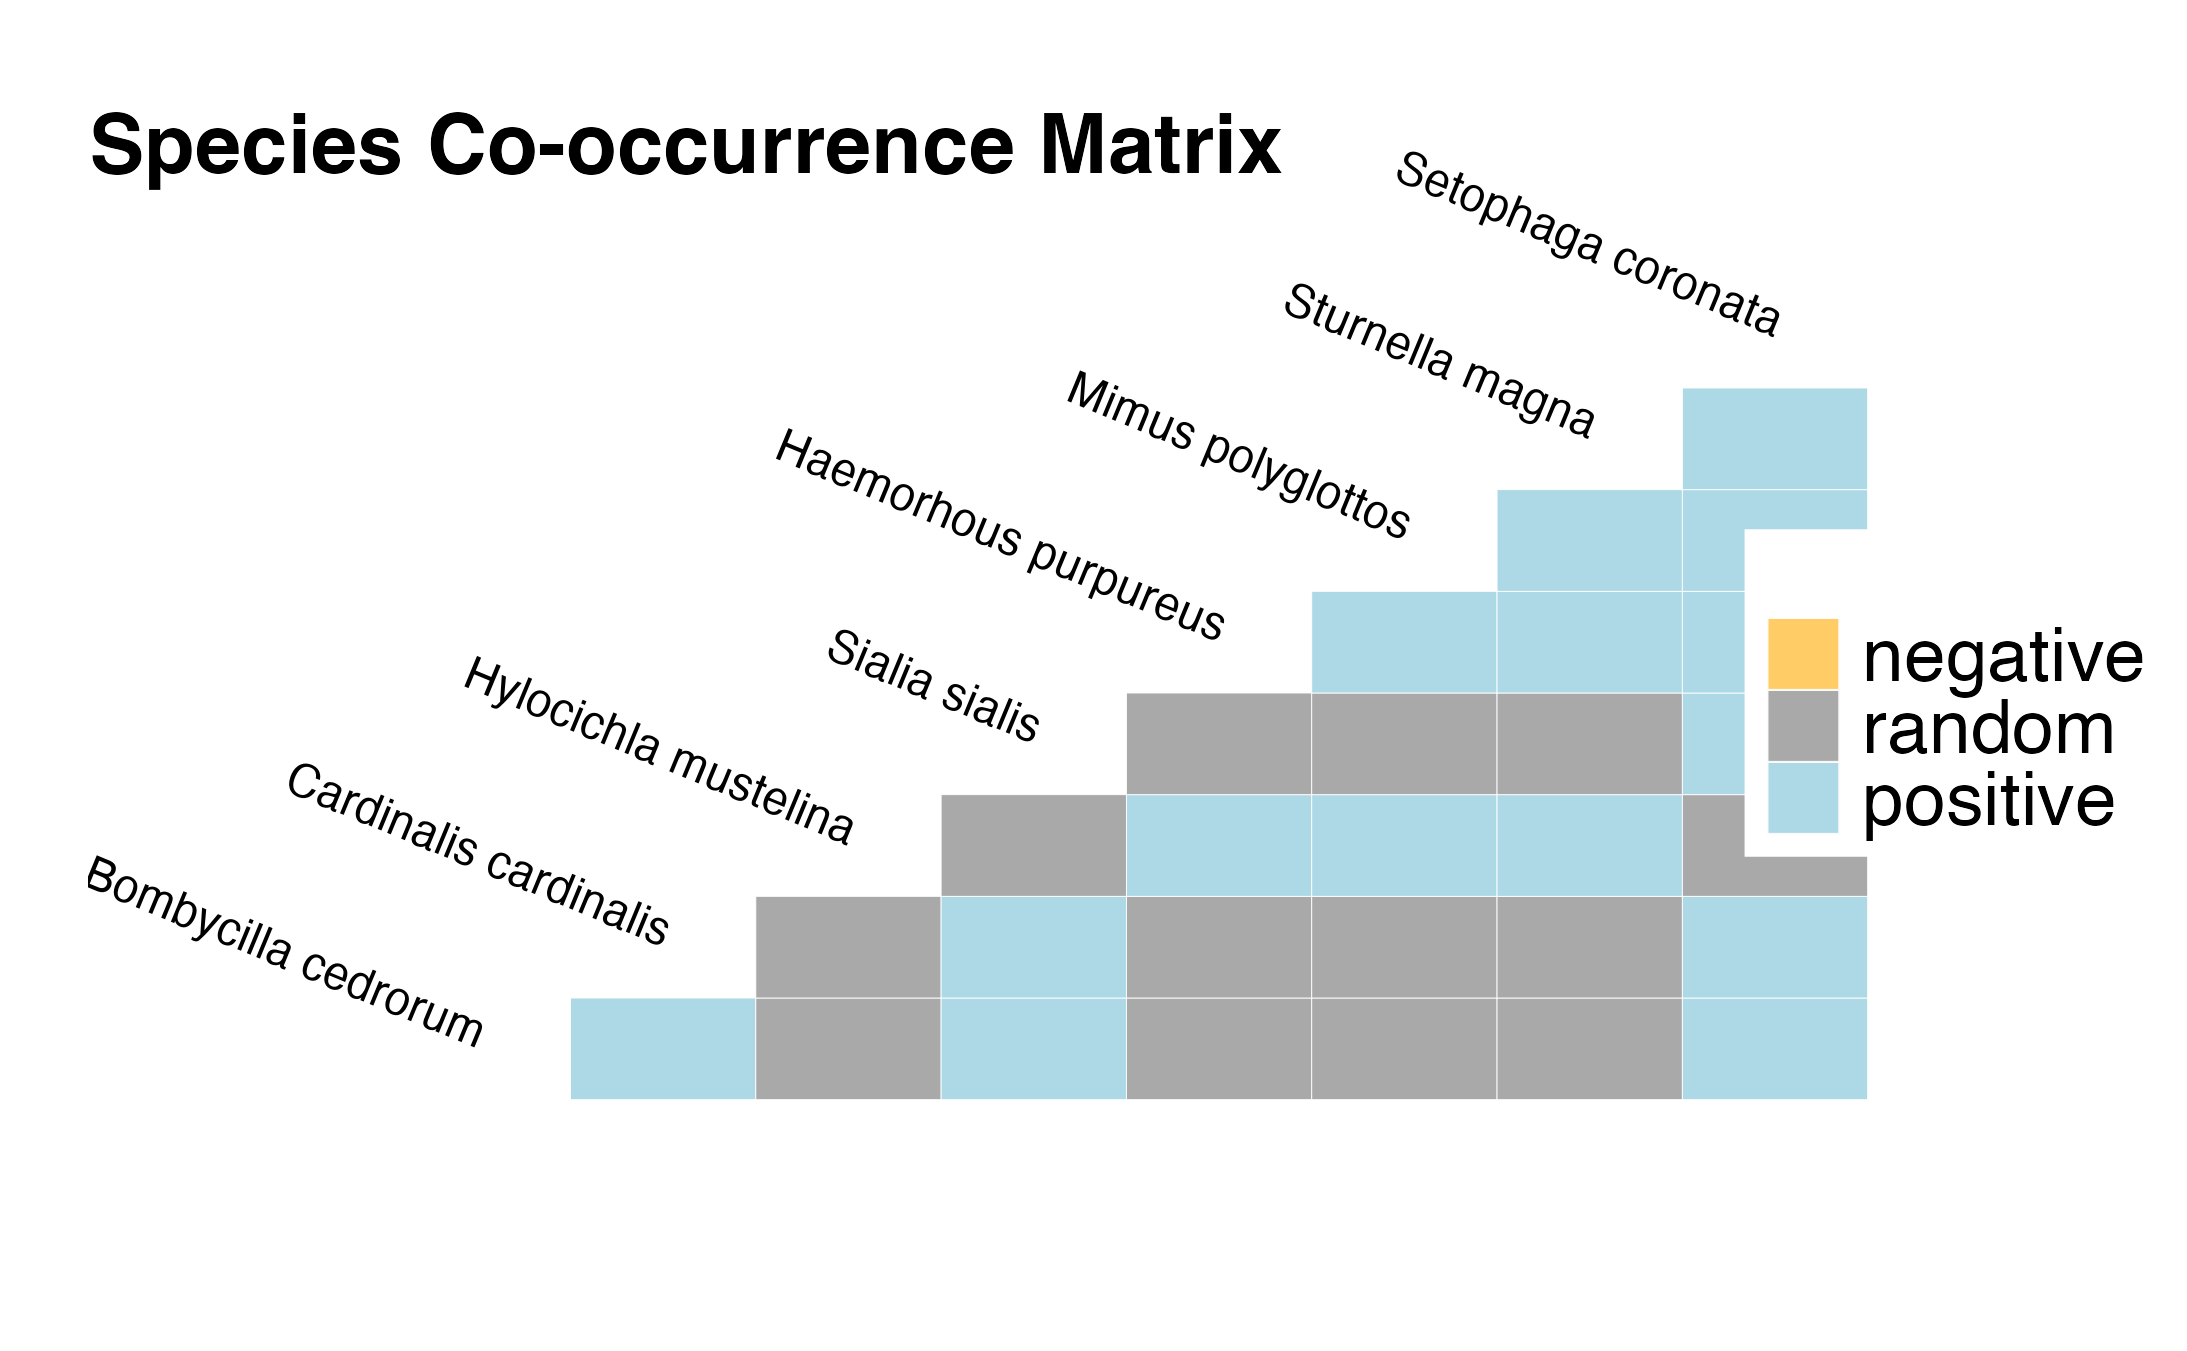 Species Co-occurrence Matrix
Setophaga coronata
Sturnella magna
Mimus polyglottos
Haemorhous purpureus
Sialia sialis
Hylocichla mustelina
Cardinalis cardinalis
Bombycilla cedrorum
negative
random
positive